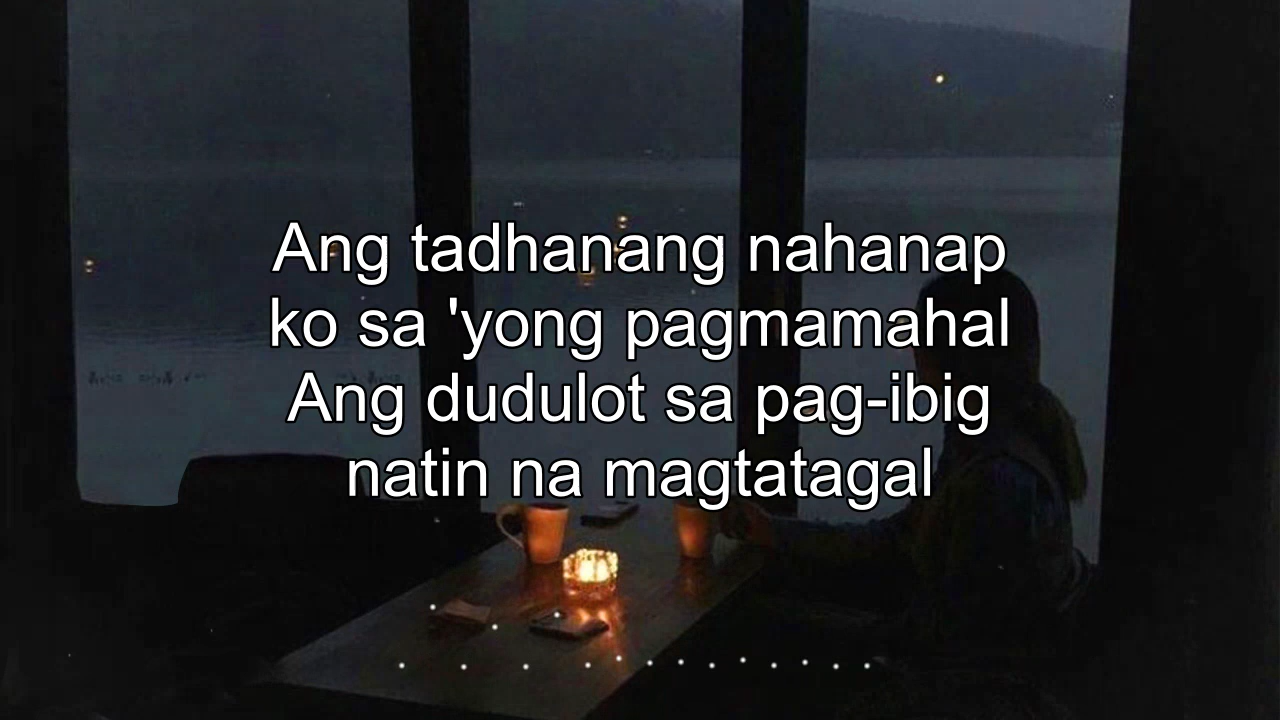 Ang tadhanang nahanap
ko sa 'yong pagmamahal
Ang dudulot sa pag-ibig
natin na magtatagal